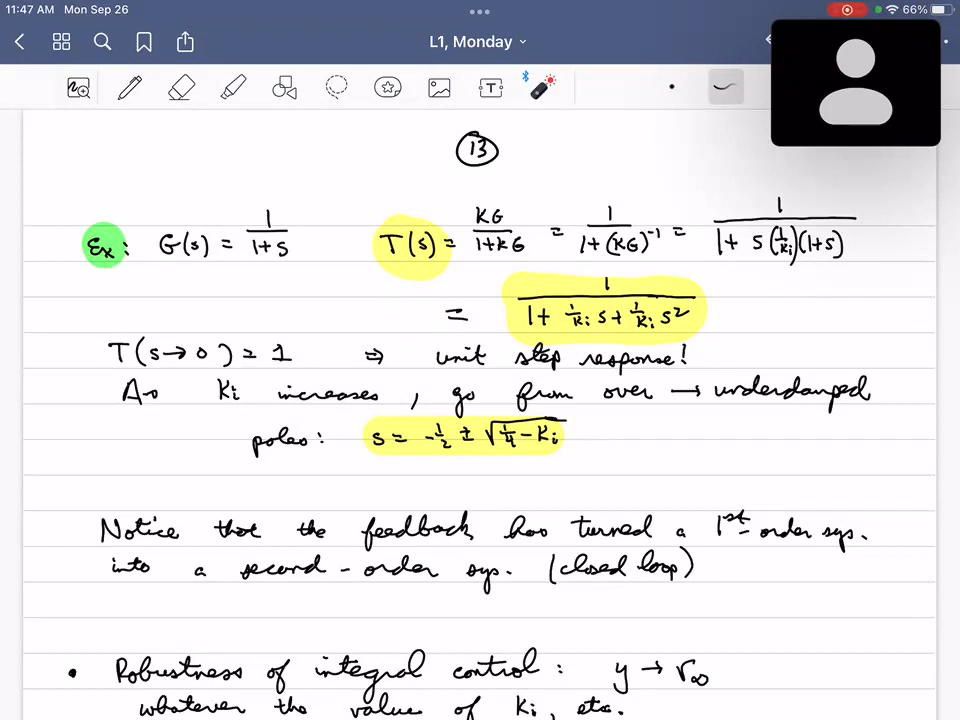 11:47 AM Mon Sep 26
66%
L1, Monday
13
Ex: G(s) = 1/(1+s) T(s) = KG/(1+KG) = 1/(1+(KG)⁻¹) = 1/(1+ s(1/Ki)(1+s))
= 1/(1+ 1/Ki s + 1/Ki s²)
T(s→0) = 1 ⇒ unit step response!
As Ki increases, go from over → underdamped
poles: s = -½ ± √(¼ - Ki)
Notice that the feedback has turned a 1st-order sys.
into a second-order sys. (closed loop)
• Robustness of integral control: y → r∞
whatever the value of Ki, etc.